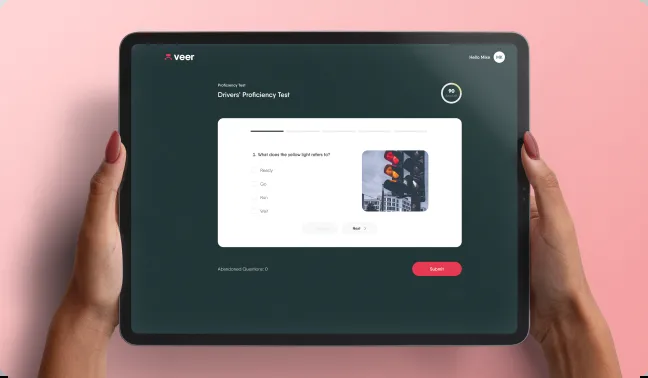 veer
Hello Mike
Proficiency Test
Drivers' Proficiency Test
90
1. What does the yellow light refers to?
Ready
Go
Wait
Next
Abandoned Questions: 0
Submit